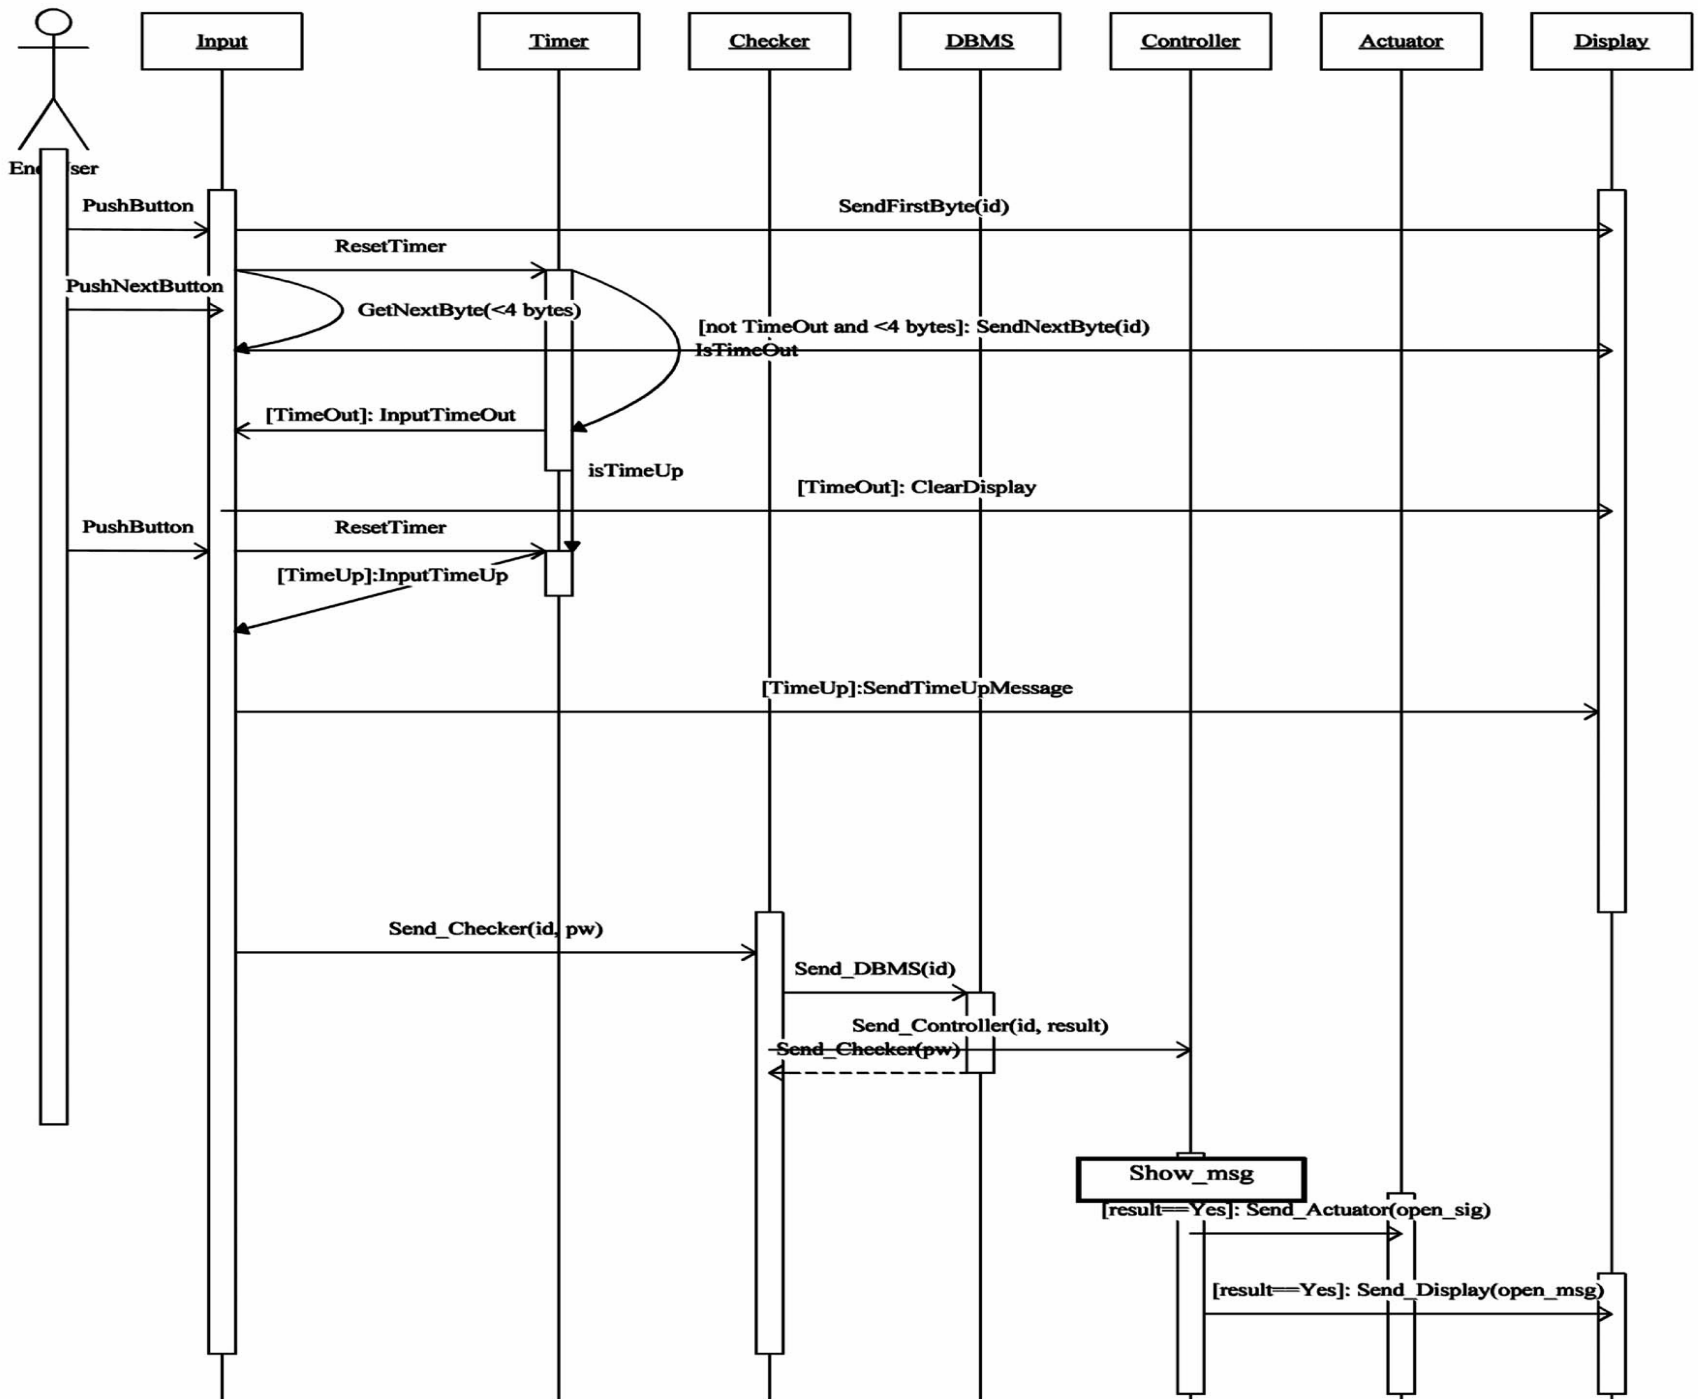 Input
Timer
Checker
DBMS
Controller
Actuator
Display
PushButton
SendFirstByte(id)
ResetTimer
PushNextButton
GetNextByte(<4 bytes)
[not TimeOut and <4 bytes]: SendNextByte(id)
IsTimeOut
[TimeOut]: InputTimeOut
isTimeUp
[TimeOut]: ClearDisplay
PushButton
ResetTimer
[TimeUp]:InputTimeUp
[TimeUp]:SendTimeUpMessage
Send_Checker(id, pw)
Send_DBMS(id)
Send_Controller(id, result)
Send_Checker(pw)
Show_msg
[result==Yes]: Send_Actuator(open_sig)
[result==Yes]: Send_Display(open_msg)